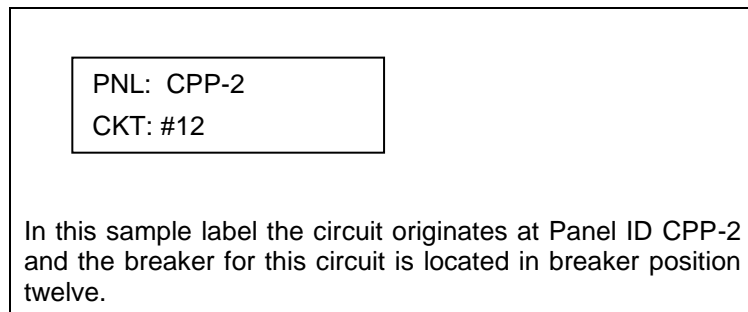 PNL: CPP-2
CKT: #12
In this sample label the circuit originates at Panel ID CPP-2
and the breaker for this circuit is located in breaker position
twelve.